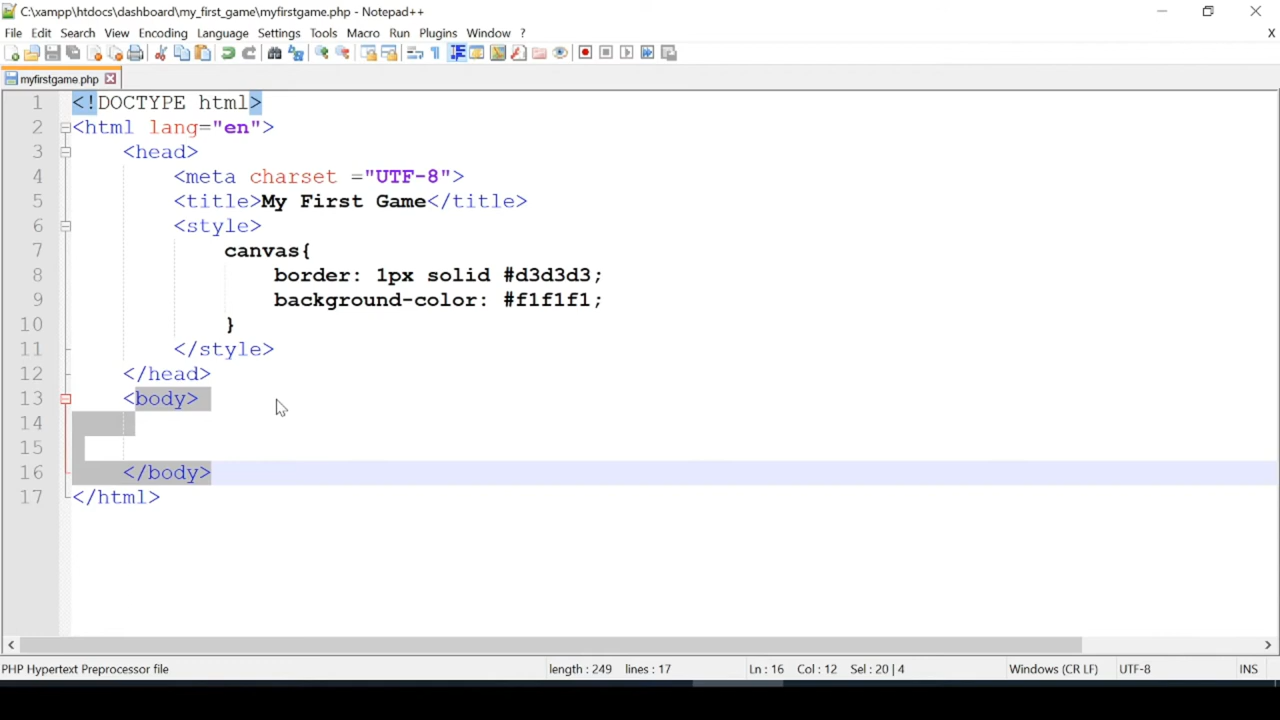 C:\xampp\htdocs\dashboard\my_first_game\myfirstgame.php - Notepad++
File Edit Search View Encoding Language Settings Tools Macro Run Plugins Window ? X
myfirstgame.php
1 <!DOCTYPE html>
2 <html lang="en">
3 <head>
4 <meta charset ="UTF-8">
5 <title>My First Game</title>
6 <style>
7 canvas{
8 border: 1px solid #d3d3d3;
9 background-color: #f1f1f1;
10 }
11 </style>
12 </head>
13 <body>
14
15
16 </body>
17 </html>
PHP Hypertext Preprocessor file length : 249 lines : 17 Ln : 16 Col : 12 Sel : 20 | 4 Windows (CR LF) UTF-8 INS